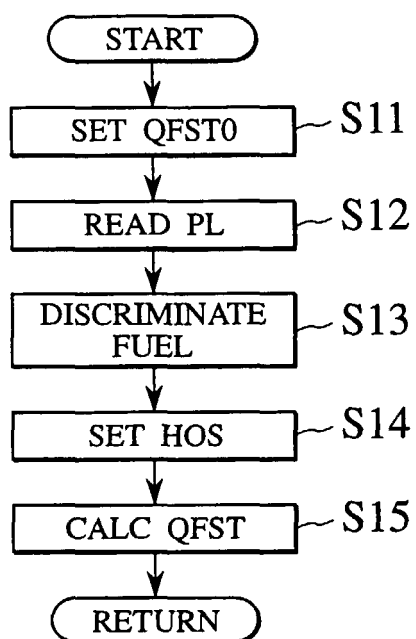 START
SET QFST0
S11
READ PL
S12
DISCRIMINATE
FUEL
S13
SET HOS
S14
CALC QFST
S15
RETURN